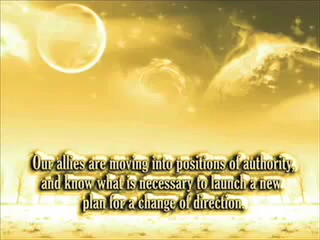 Our allies are moving into positions of authority,
and know what is necessary to launch a new
plan for a change of direction.